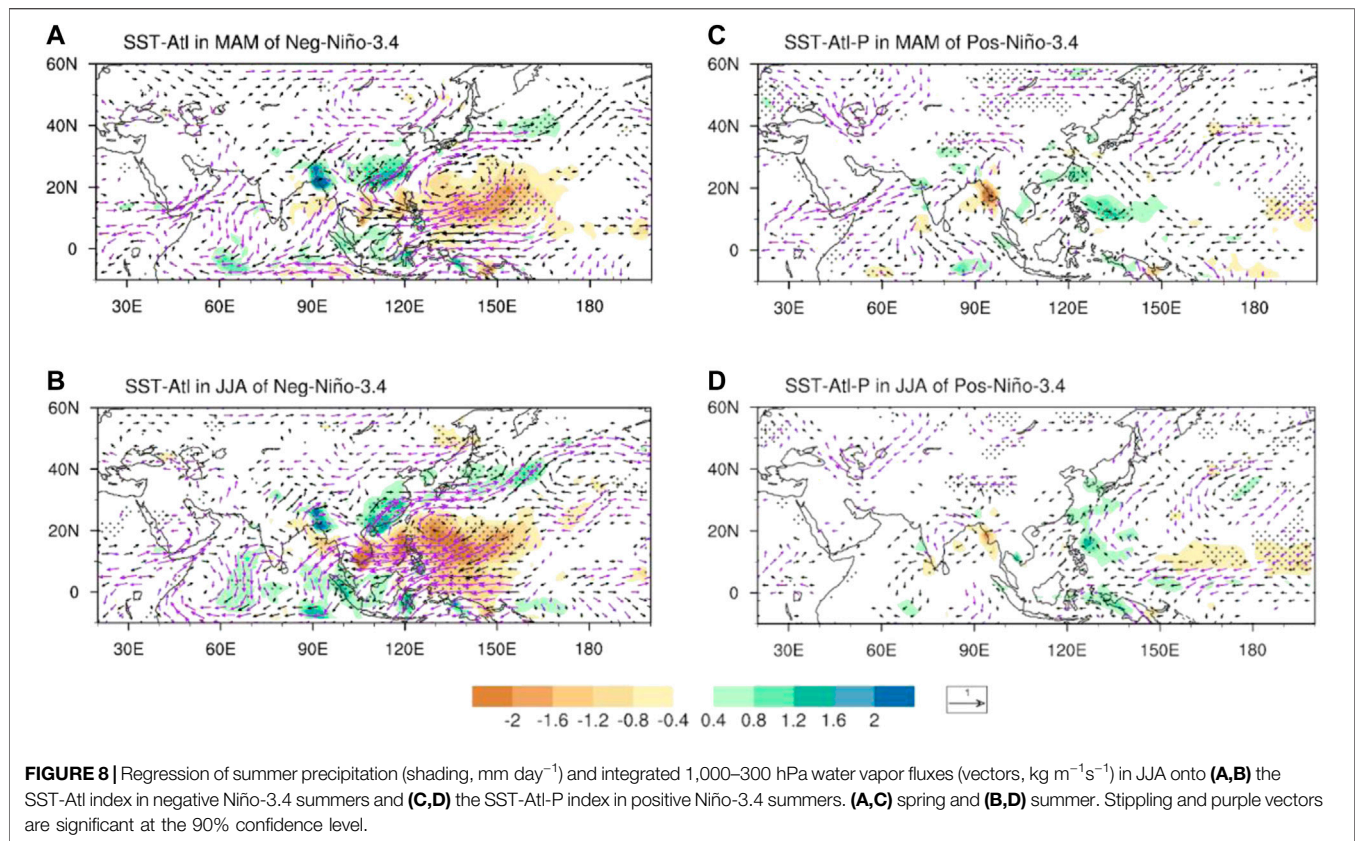 A
SST-Atl in MAM of Neg-Niño-3.4
60N
40N
20N
0
30E 60E 90E 120E 150E 180
C
SST-Atl-P in MAM of Pos-Niño-3.4
60N
40N
20N
0
30E 60E 90E 120E 150E 180
B
SST-Atl in JJA of Neg-Niño-3.4
60N
40N
20N
0
30E 60E 90E 120E 150E 180
D
SST-Atl-P in JJA of Pos-Niño-3.4
60N
40N
20N
0
30E 60E 90E 120E 150E 180
-2 -1.6 -1.2 -0.8 -0.4 0.4 0.8 1.2 1.6 2
1
FIGURE 8 | Regression of summer precipitation (shading, mm day⁻¹) and integrated 1,000–300 hPa water vapor fluxes (vectors, kg m⁻¹s⁻¹) in JJA onto (A,B) the
SST-Atl index in negative Niño-3.4 summers and (C,D) the SST-Atl-P index in positive Niño-3.4 summers. (A,C) spring and (B,D) summer. Stippling and purple vectors
are significant at the 90% confidence level.